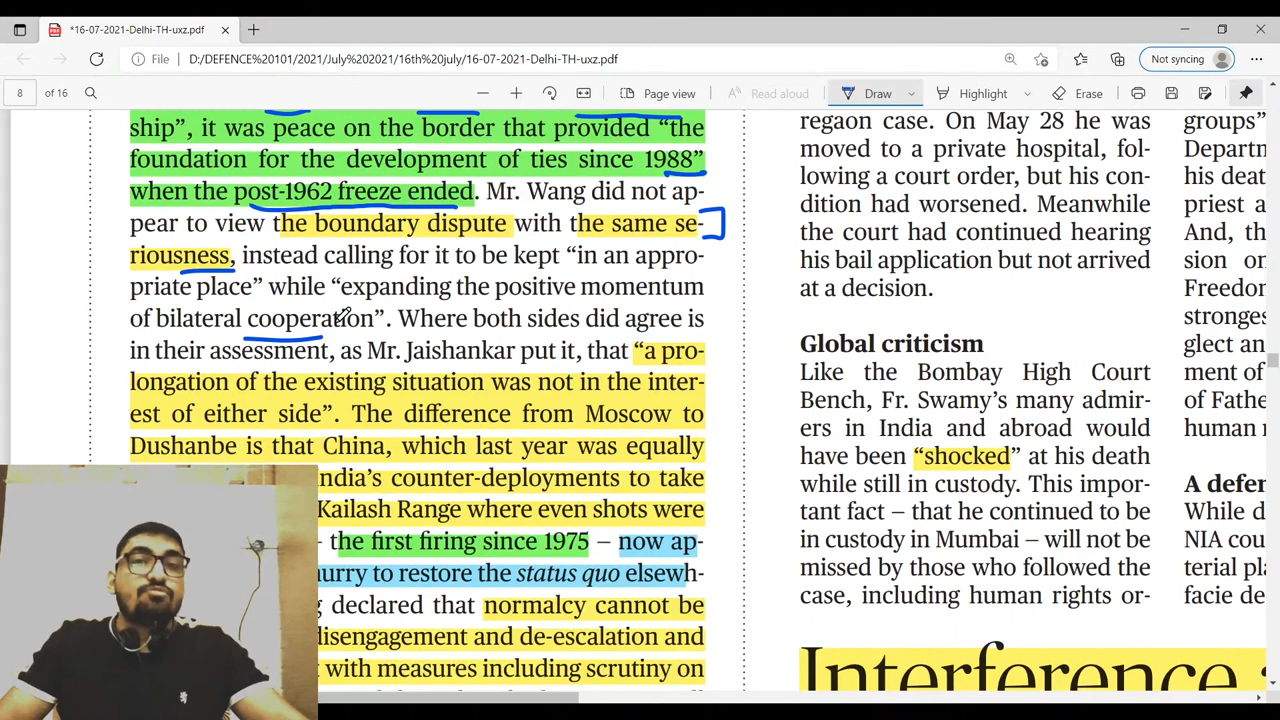 *16-07-2021-Delhi-TH-uxz.pdf
File
D:/DEFENCE%20101/2021/July%202021/16th%20july/16-07-2021-Delhi-TH-uxz.pdf
Not syncing
8 of 16
Page view
Read aloud
Draw
Highlight
Erase
ship”, it was peace on the border that provided “the
foundation for the development of ties since 1988”
when the post-1962 freeze ended. Mr. Wang did not ap-
pear to view the boundary dispute with the same se-
riousness, instead calling for it to be kept “in an appro-
priate place” while “expanding the positive momentum
of bilateral cooperation”. Where both sides did agree is
in their assessment, as Mr. Jaishankar put it, that “a pro-
longation of the existing situation was not in the inter-
est of either side”. The difference from Moscow to
Dushanbe is that China, which last year was equally
ndia’s counter-deployments to take
Kailash Range where even shots were
- the first firing since 1975 – now ap-
urry to restore the status quo elsewh-
g declared that normalcy cannot be
disengagement and de-escalation and
with measures including scrutiny on
regaon case. On May 28 he was
moved to a private hospital, fol-
lowing a court order, but his con-
dition had worsened. Meanwhile
the court had continued hearing
his bail application but not arrived
at a decision.
Global criticism
Like the Bombay High Court
Bench, Fr. Swamy’s many admir-
ers in India and abroad would
have been “shocked” at his death
while still in custody. This impor-
tant fact – that he continued to be
in custody in Mumbai – will not be
missed by those who followed the
case, including human rights or-
Interference
groups”
Departm
his death
priest a
And, th
sion on
Freedom
stronges
glect an
ment of
of Fathe
human r
A defen
While d
NIA cou
terial pl
facie de